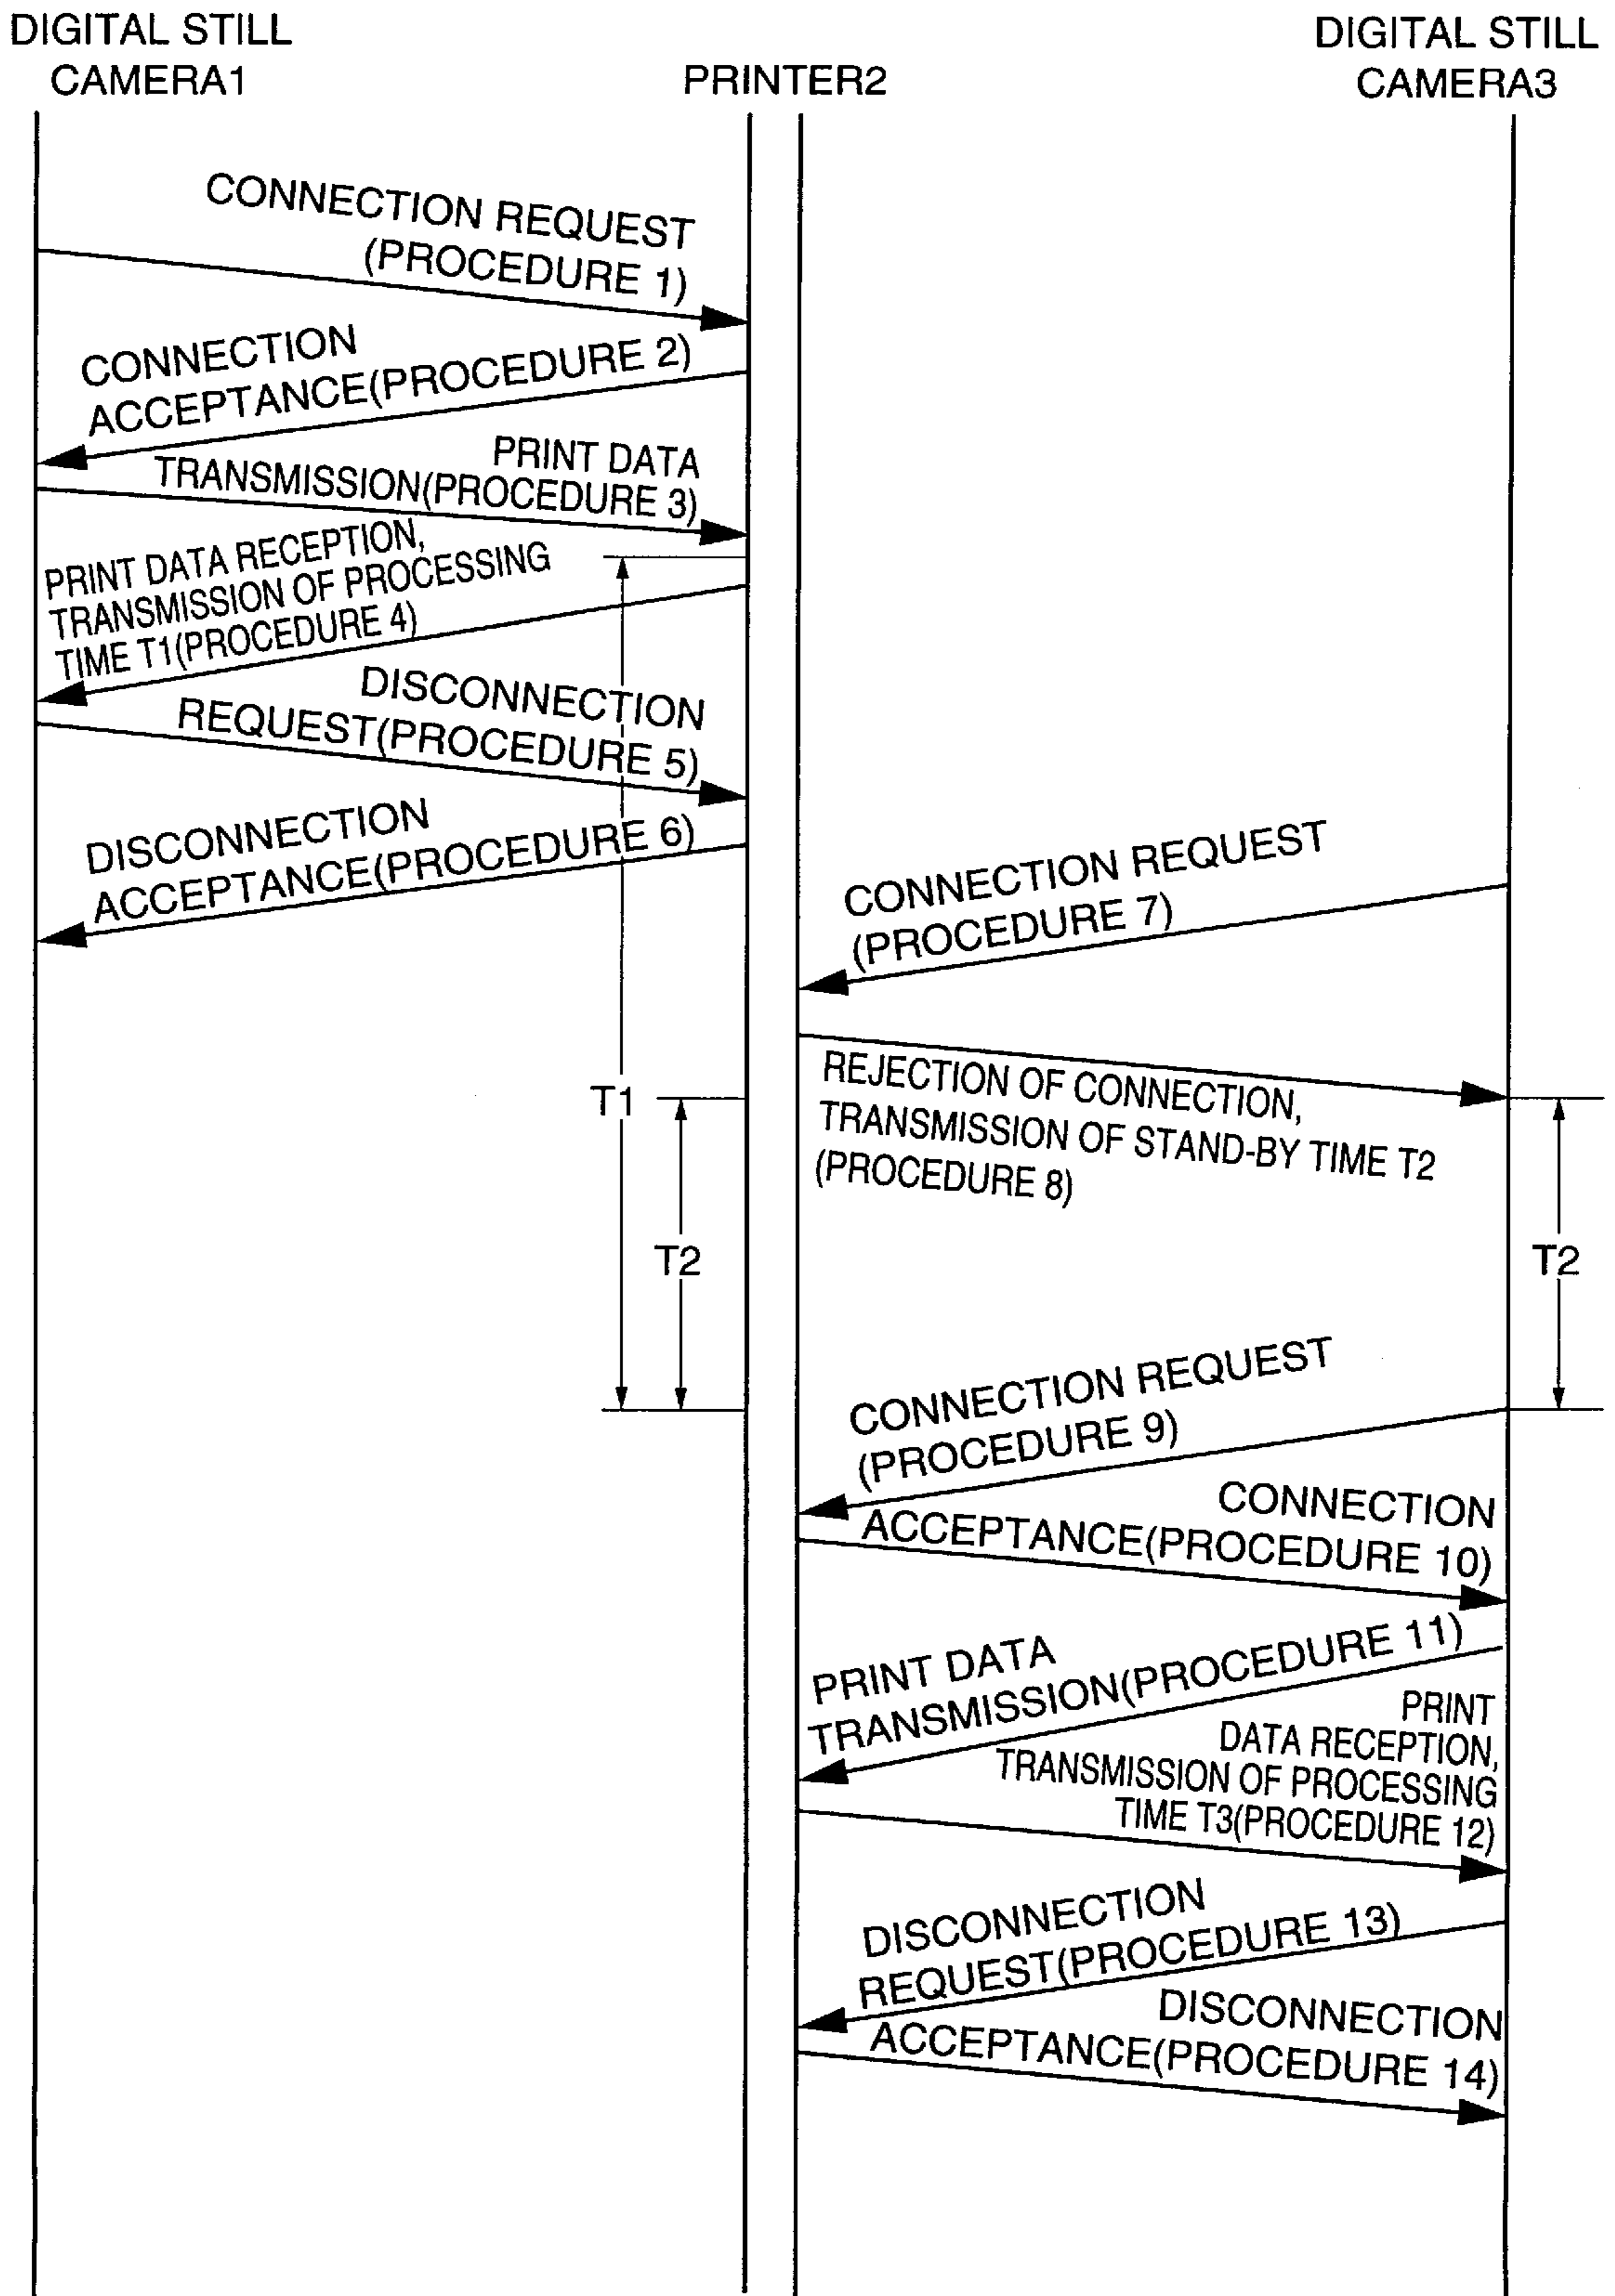 DIGITAL STILL
CAMERA1
PRINTER2
DIGITAL STILL
CAMERA3
CONNECTION REQUEST
(PROCEDURE 1)
CONNECTION
ACCEPTANCE(PROCEDURE 2)
PRINT DATA
TRANSMISSION(PROCEDURE 3)
PRINT DATA RECEPTION,
TRANSMISSION OF PROCESSING
TIME T1(PROCEDURE 4)
DISCONNECTION
REQUEST(PROCEDURE 5)
DISCONNECTION
ACCEPTANCE(PROCEDURE 6)
CONNECTION REQUEST
(PROCEDURE 7)
REJECTION OF CONNECTION,
TRANSMISSION OF STAND-BY TIME T2
(PROCEDURE 8)
T1
T2
T2
CONNECTION REQUEST
(PROCEDURE 9)
CONNECTION
ACCEPTANCE(PROCEDURE 10)
PRINT DATA
TRANSMISSION(PROCEDURE 11)
PRINT
DATA RECEPTION,
TRANSMISSION OF PROCESSING
TIME T3(PROCEDURE 12)
DISCONNECTION
REQUEST(PROCEDURE 13)
DISCONNECTION
ACCEPTANCE(PROCEDURE 14)